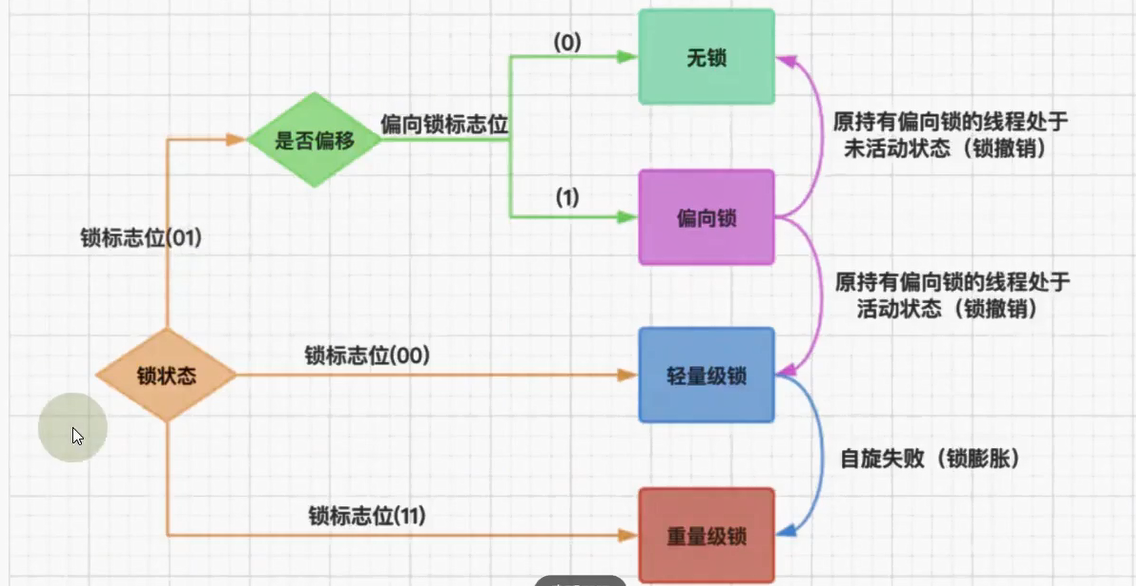 (0)
无锁
是否偏移
偏向锁标志位
原持有偏向锁的线程处于
未活动状态（锁撤销）
(1)
偏向锁
锁标志位(01)
原持有偏向锁的线程处于
活动状态（锁撤销）
锁标志位(00)
锁状态
轻量级锁
自旋失败（锁膨胀）
锁标志位(11)
重量级锁